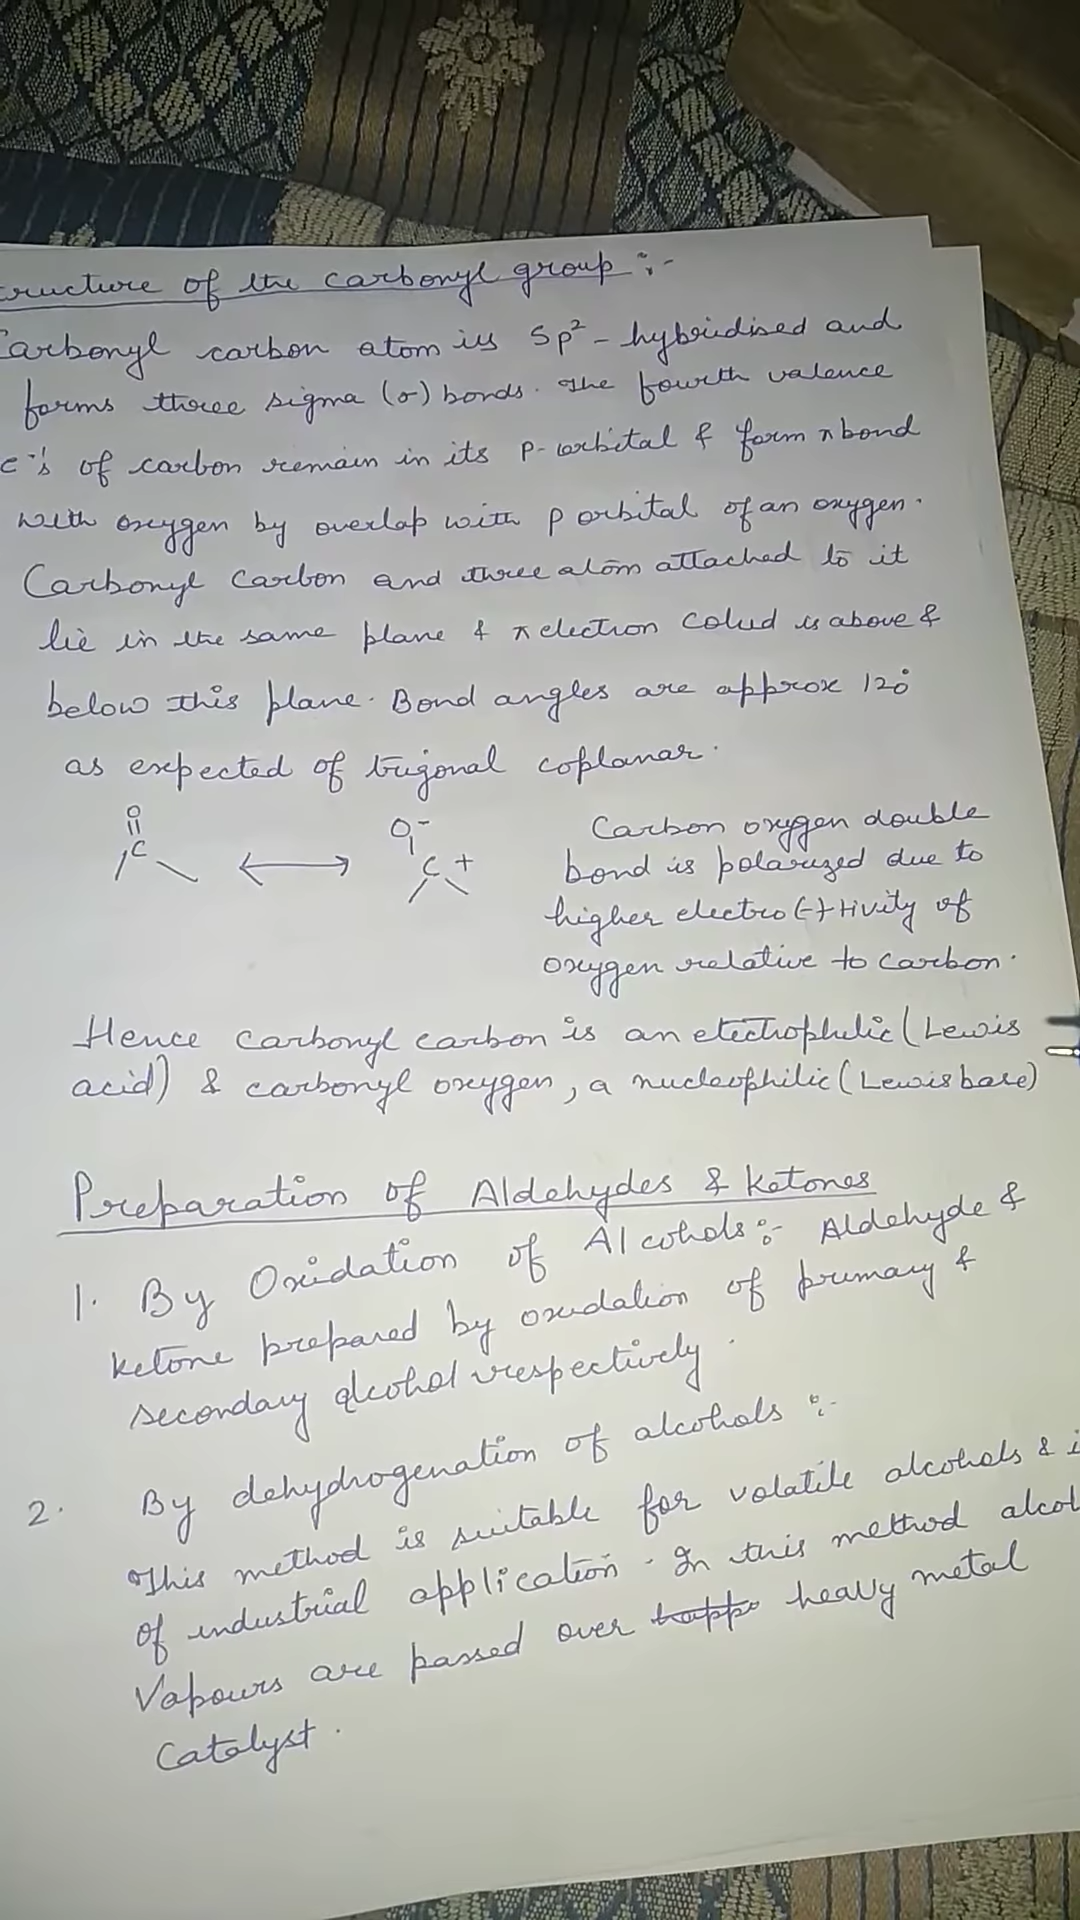 tructure of the carbonyl group :-
Carbonyl carbon atom is Sp² - hybridised and
forms three sigma (σ) bonds. The fourth valence
e⁻'s of carbon remain in its p-orbital & form π bond
with oxygen by overlap with p orbital of an oxygen.
Carbonyl Carbon and three atom attached to it
lie in the same plane & π electron colud is above &
below this plane. Bond angles are approx 120°
as expected of trigonal coplanar.
O
||
C
⟷
O⁻
|
C +
Carbon oxygen double
bond is polarized due to
higher electro(-)tivity of
oxygen relative to carbon.
Hence carbonyl carbon is an electrophilic (Lewis
acid) & carbonyl oxygen, a nucleophilic (Lewis base)
Preparation of Aldehydes & ketones
1. By Oxidation of Alcohols :- Aldehyde &
ketone prepared by oxidation of primary &
secondary alcohol respectively.
2. By dehydrogenation of alcohols :-
This method is suitable for volatile alcohols & i
of industrial application. In this method alcoh
Vapours are passed over heavy metal
Catalyst.